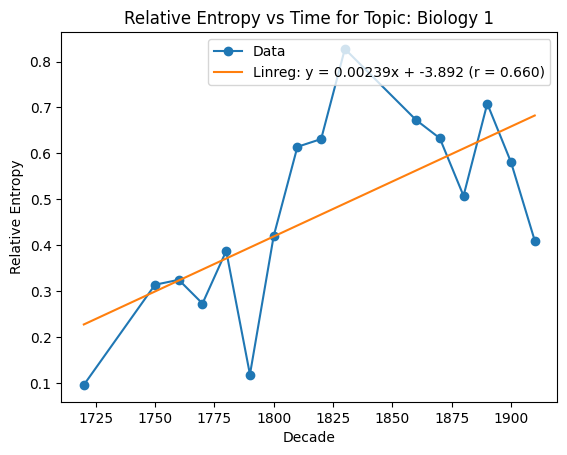 Relative Entropy vs Time for Topic: Biology 1
Data
Linreg: y = 0.00239x + -3.892 (r = 0.660)
Relative Entropy
0.8
0.7
0.6
0.5
0.4
0.3
0.2
0.1
1725 1750 1775 1800 1825 1850 1875 1900
Decade